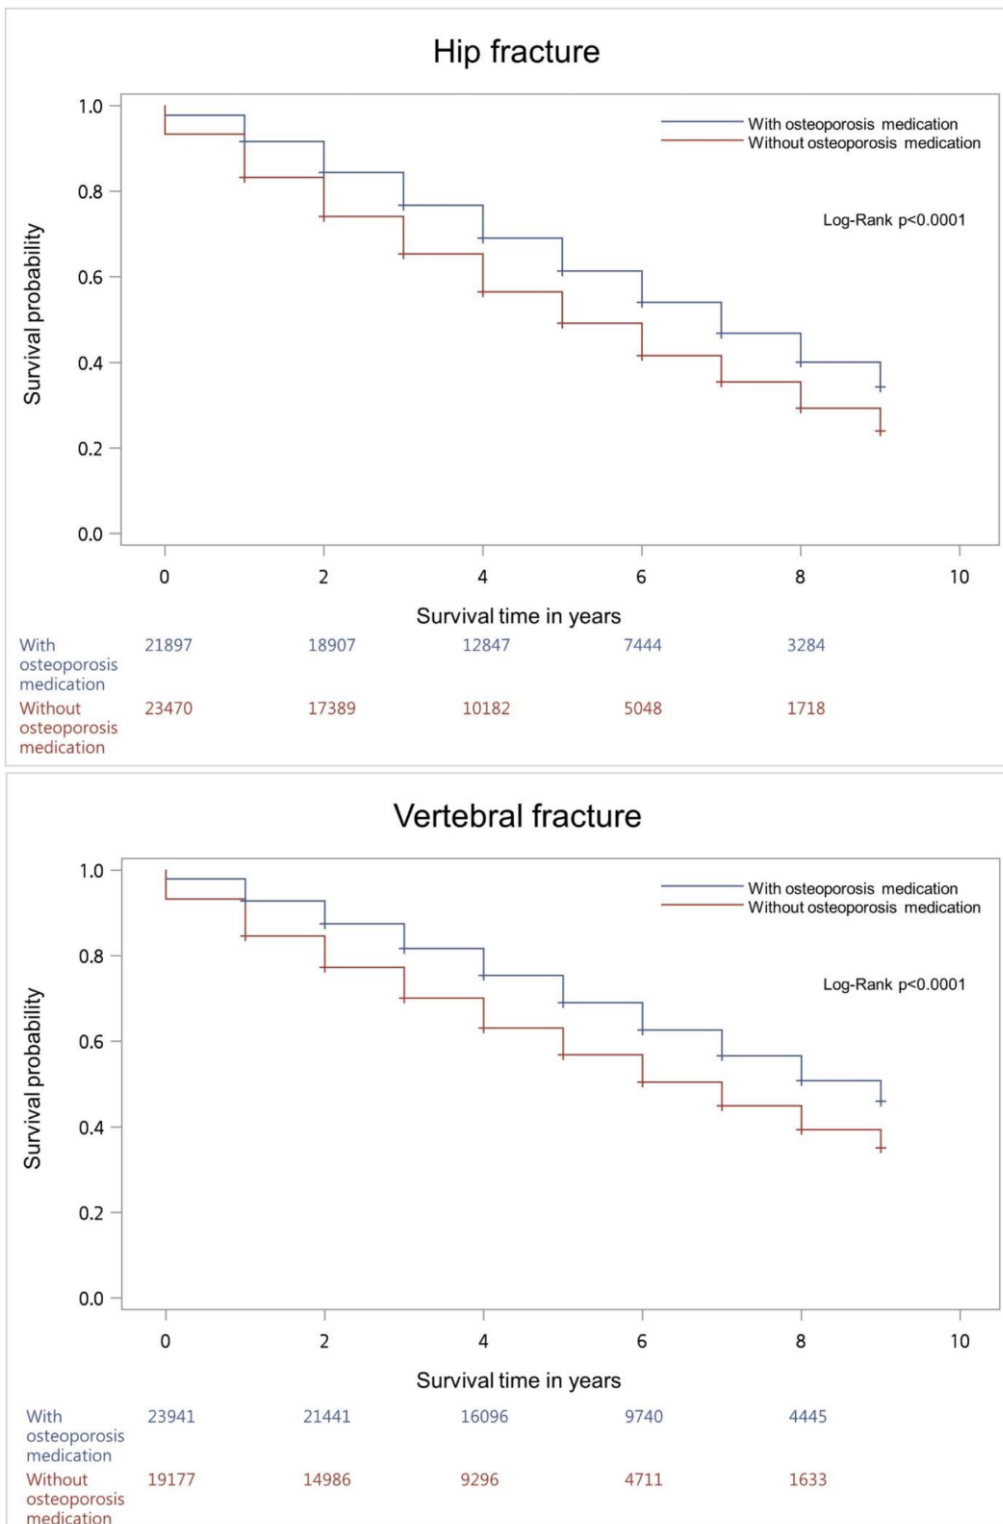 Hip fracture
1.0
0.8
0.6
0.4
0.2
0.0
Survival probability
With osteoporosis medication
Without osteoporosis medication
Log-Rank p<0.0001
0 2 4 6 8 10
Survival time in years
With
osteoporosis
medication
21897 18907 12847 7444 3284
Without
osteoporosis
medication
23470 17389 10182 5048 1718
Vertebral fracture
1.0
0.8
0.6
0.4
0.2
0.0
Survival probability
With osteoporosis medication
Without osteoporosis medication
Log-Rank p<0.0001
0 2 4 6 8 10
Survival time in years
With
osteoporosis
medication
23941 21441 16096 9740 4445
Without
osteoporosis
medication
19177 14986 9296 4711 1633